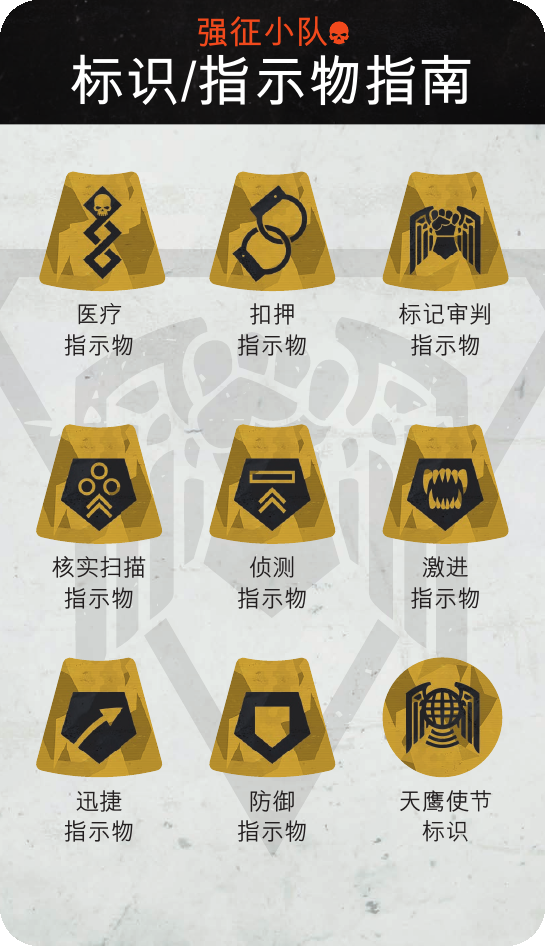 强征小队
标识/指示物指南
医疗
指示物
扣押
指示物
标记审判
指示物
核实扫描
指示物
侦测
指示物
激进
指示物
迅捷
指示物
防御
指示物
天鹰使节
标识